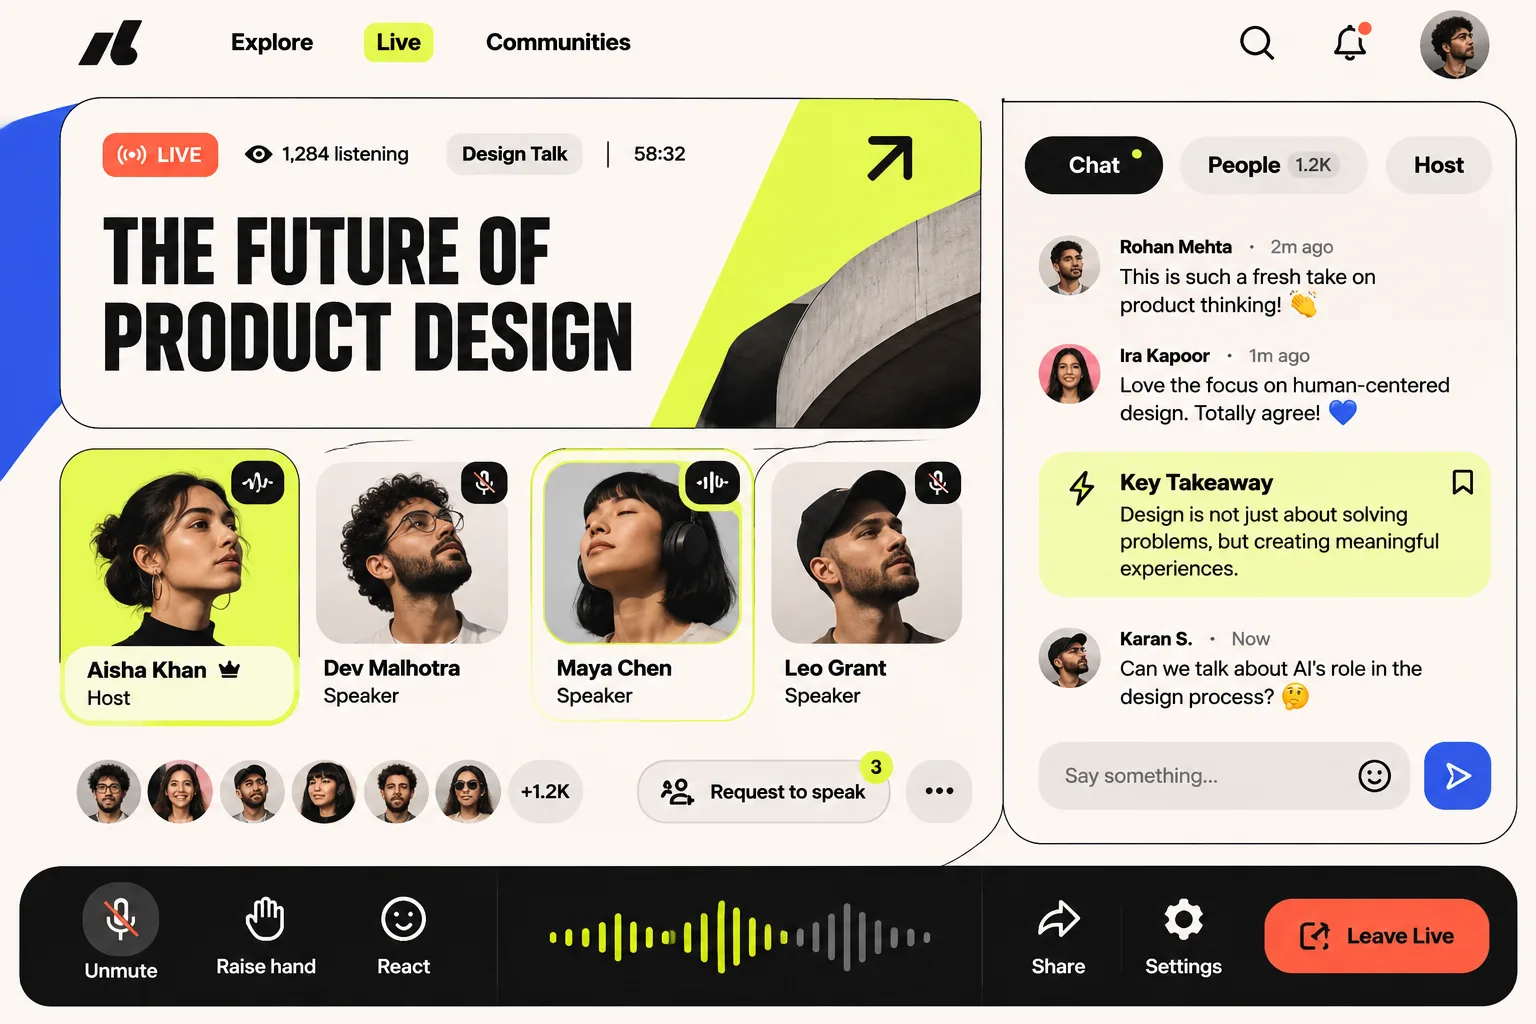 Explore
Live
Communities
LIVE
1,284 listening
Design Talk
58:32
THE FUTURE OF
PRODUCT DESIGN
Aisha Khan
Host
Dev Malhotra
Speaker
Maya Chen
Speaker
Leo Grant
Speaker
+1.2K
Request to speak
3
Chat
People 1.2K
Host
Rohan Mehta · 2m ago
This is such a fresh take on
product thinking! 👏
Ira Kapoor · 1m ago
Love the focus on human-centered
design. Totally agree! 💙
Key Takeaway
Design is not just about solving
problems, but creating meaningful
experiences.
Karan S. · Now
Can we talk about AI's role in the
design process? 🤔
Say something...
Unmute
Raise hand
React
Share
Settings
Leave Live